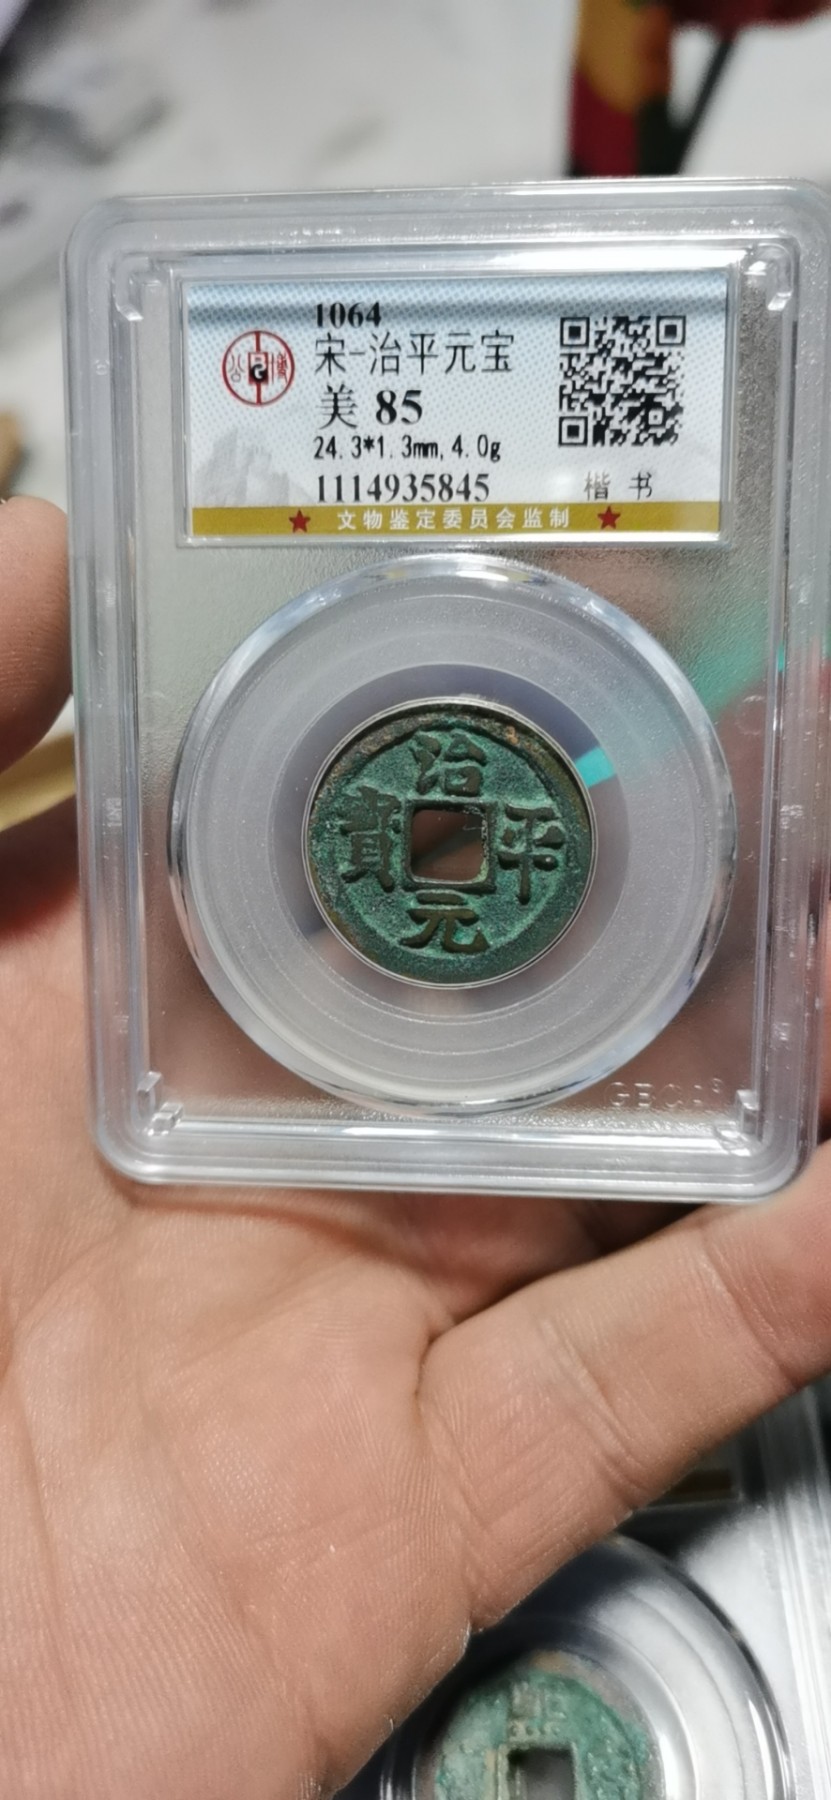 1064
宋-治平元宝
美 85
24.3*1.3mm,4.0g
1114935845 楷书
★ 文物鉴定委员会监制 ★
治平元寳